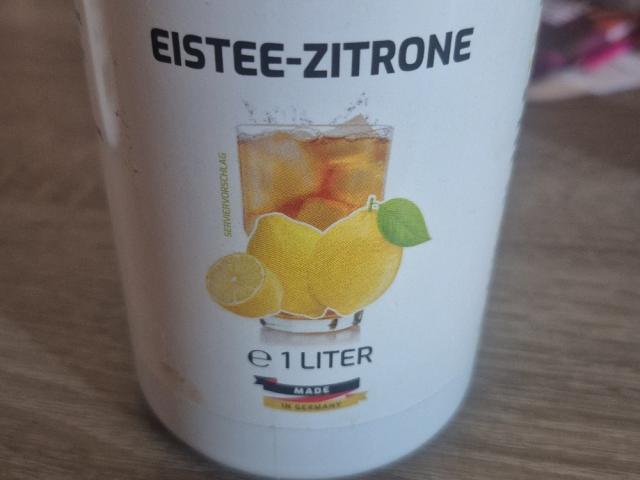 EISTEE-ZITRONE
SERVIERVORSCHLAG
℮ 1 LITER
MADE
IN GERMANY